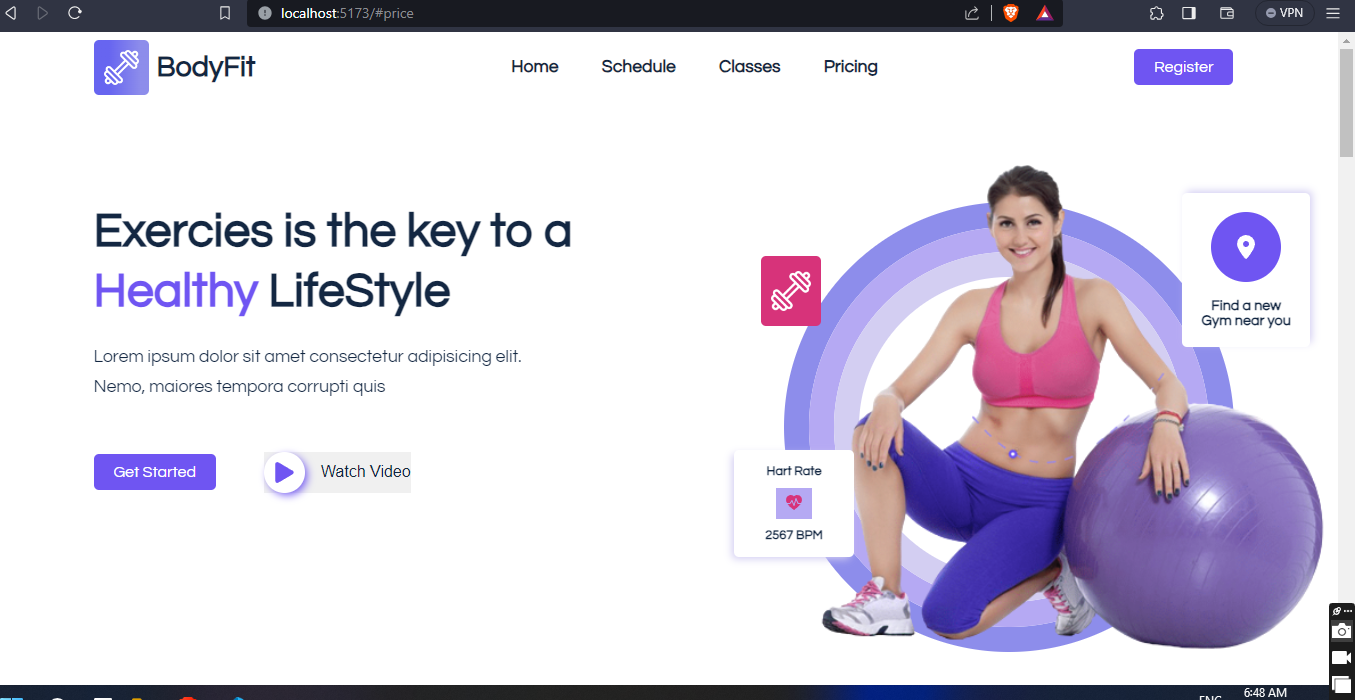 localhost:5173/#price
VPN
BodyFit
Home
Schedule
Classes
Pricing
Register
Exercies is the key to a
Healthy LifeStyle
Lorem ipsum dolor sit amet consectetur adipisicing elit.
Nemo, maiores tempora corrupti quis
Get Started
Watch Video
Find a new
Gym near you
Hart Rate
2567 BPM
ENG
6:48 AM